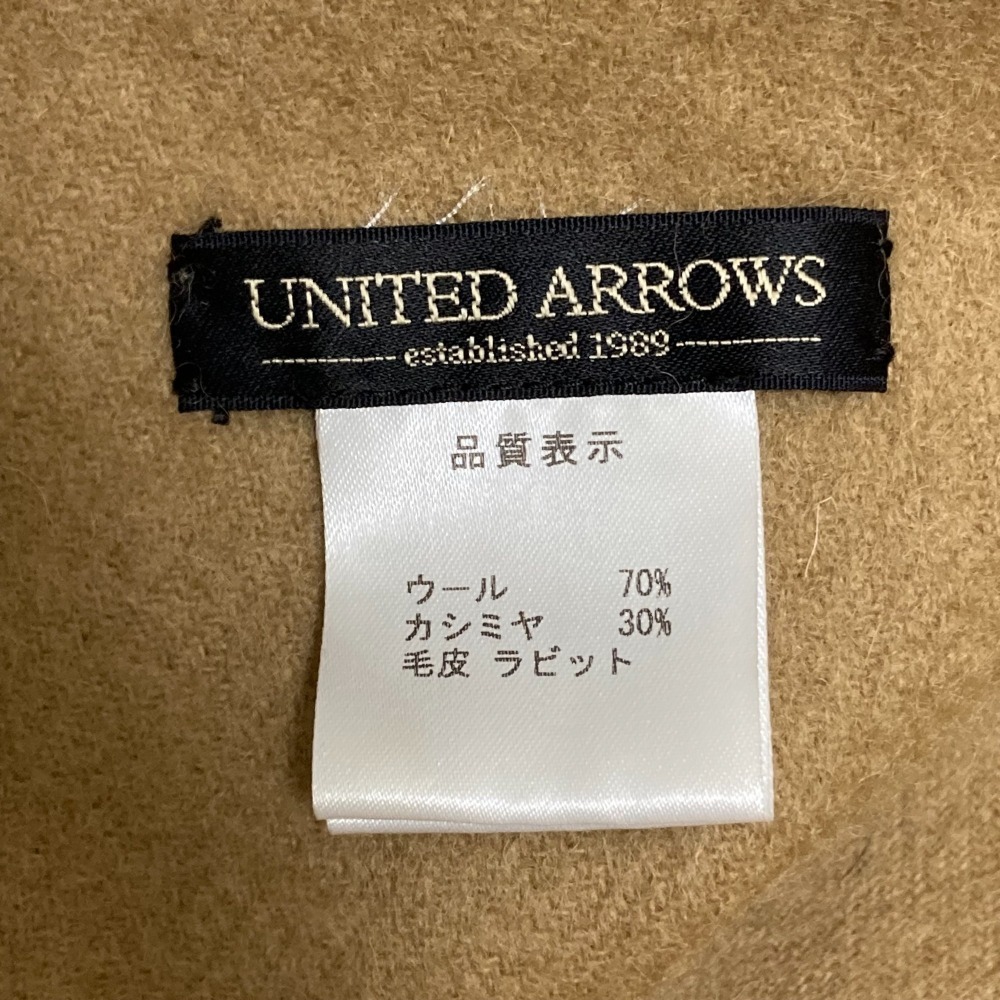 UNITED ARROWS
established 1989
品質表示
ウール 70%
カシミヤ 30%
毛皮 ラビット